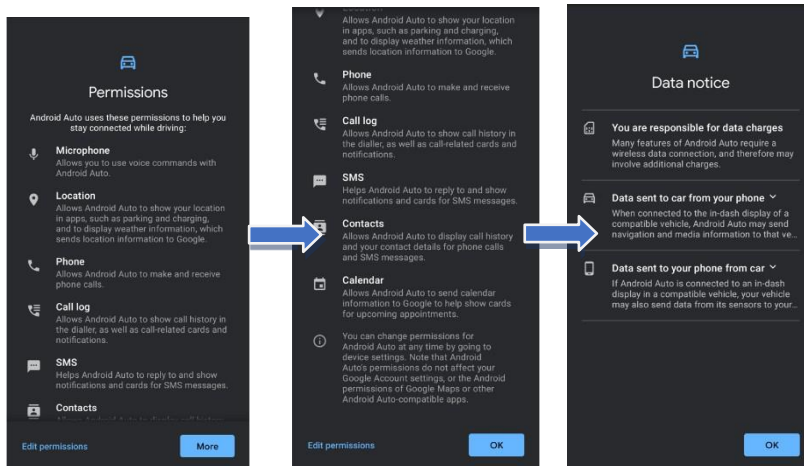 Permissions
Android Auto uses these permissions to help you
stay connected while driving:
Microphone
Allows you to use voice commands with
Android Auto.
Location
Allows Android Auto to show your location
in apps, such as parking and charging,
and to display weather information, which
sends location information to Google.
Phone
Allows Android Auto to make and receive
phone calls.
Call log
Allows Android Auto to show call history in
the dialler, as well as call-related cards and
notifications.
SMS
Helps Android Auto to reply to and show
notifications and cards for SMS messages.
Contacts
Edit permissions
More
Allows Android Auto to show your location
in apps, such as parking and charging,
and to display weather information, which
sends location information to Google.
Phone
Allows Android Auto to make and receive
phone calls.
Call log
Allows Android Auto to show call history in
the dialler, as well as call-related cards and
notifications.
SMS
Helps Android Auto to reply to and show
notifications and cards for SMS messages.
Contacts
Allows Android Auto to display call history
and your contact details for phone calls
and SMS messages.
Calendar
Allows Android Auto to send calendar
information to Google to help show cards
for upcoming appointments.
You can change permissions for
Android Auto at any time by going to
device settings. Note that Android
Auto's permissions do not affect your
Google Account settings, or the Android
permissions of Google Maps or other
Android Auto-compatible apps.
Edit permissions
OK
Data notice
You are responsible for data charges
Many features of Android Auto require a
wireless data connection, and therefore may
involve additional charges.
Data sent to car from your phone
When connected to the in-dash display of a
compatible vehicle, Android Auto may send
navigation and media information to that ve...
Data sent to your phone from car
If Android Auto is connected to an in-dash
display in a compatible vehicle, your vehicle
may also send data from its sensors to your...
OK